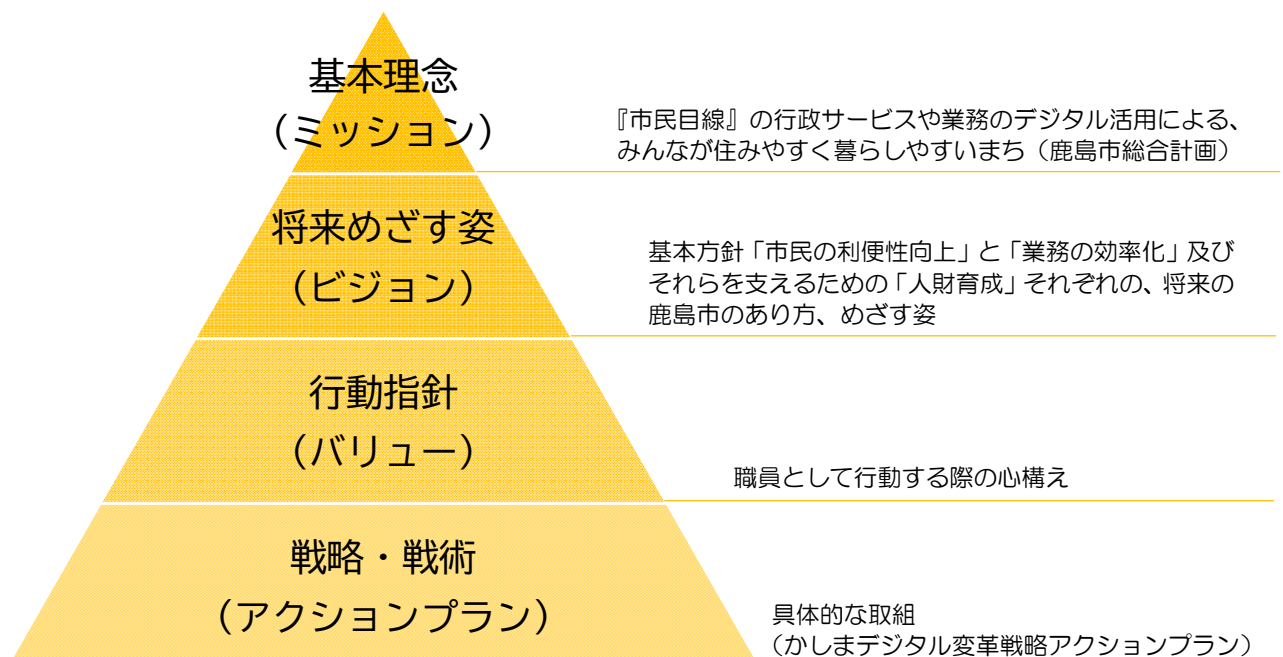 基本理念
（ミッション）
『市民目線』の行政サービスや業務のデジタル活用による、
みんなが住みやすく暮らしやすいまち（鹿島市総合計画）
将来めざす姿
（ビジョン）
基本方針「市民の利便性向上」と「業務の効率化」及び
それらを支えるための「人財育成」それぞれの、将来の
鹿島市のあり方、めざす姿
行動指針
（バリュー）
職員として行動する際の心構え
戦略・戦術
（アクションプラン）
具体的な取組
（かしまデジタル変革戦略アクションプラン）